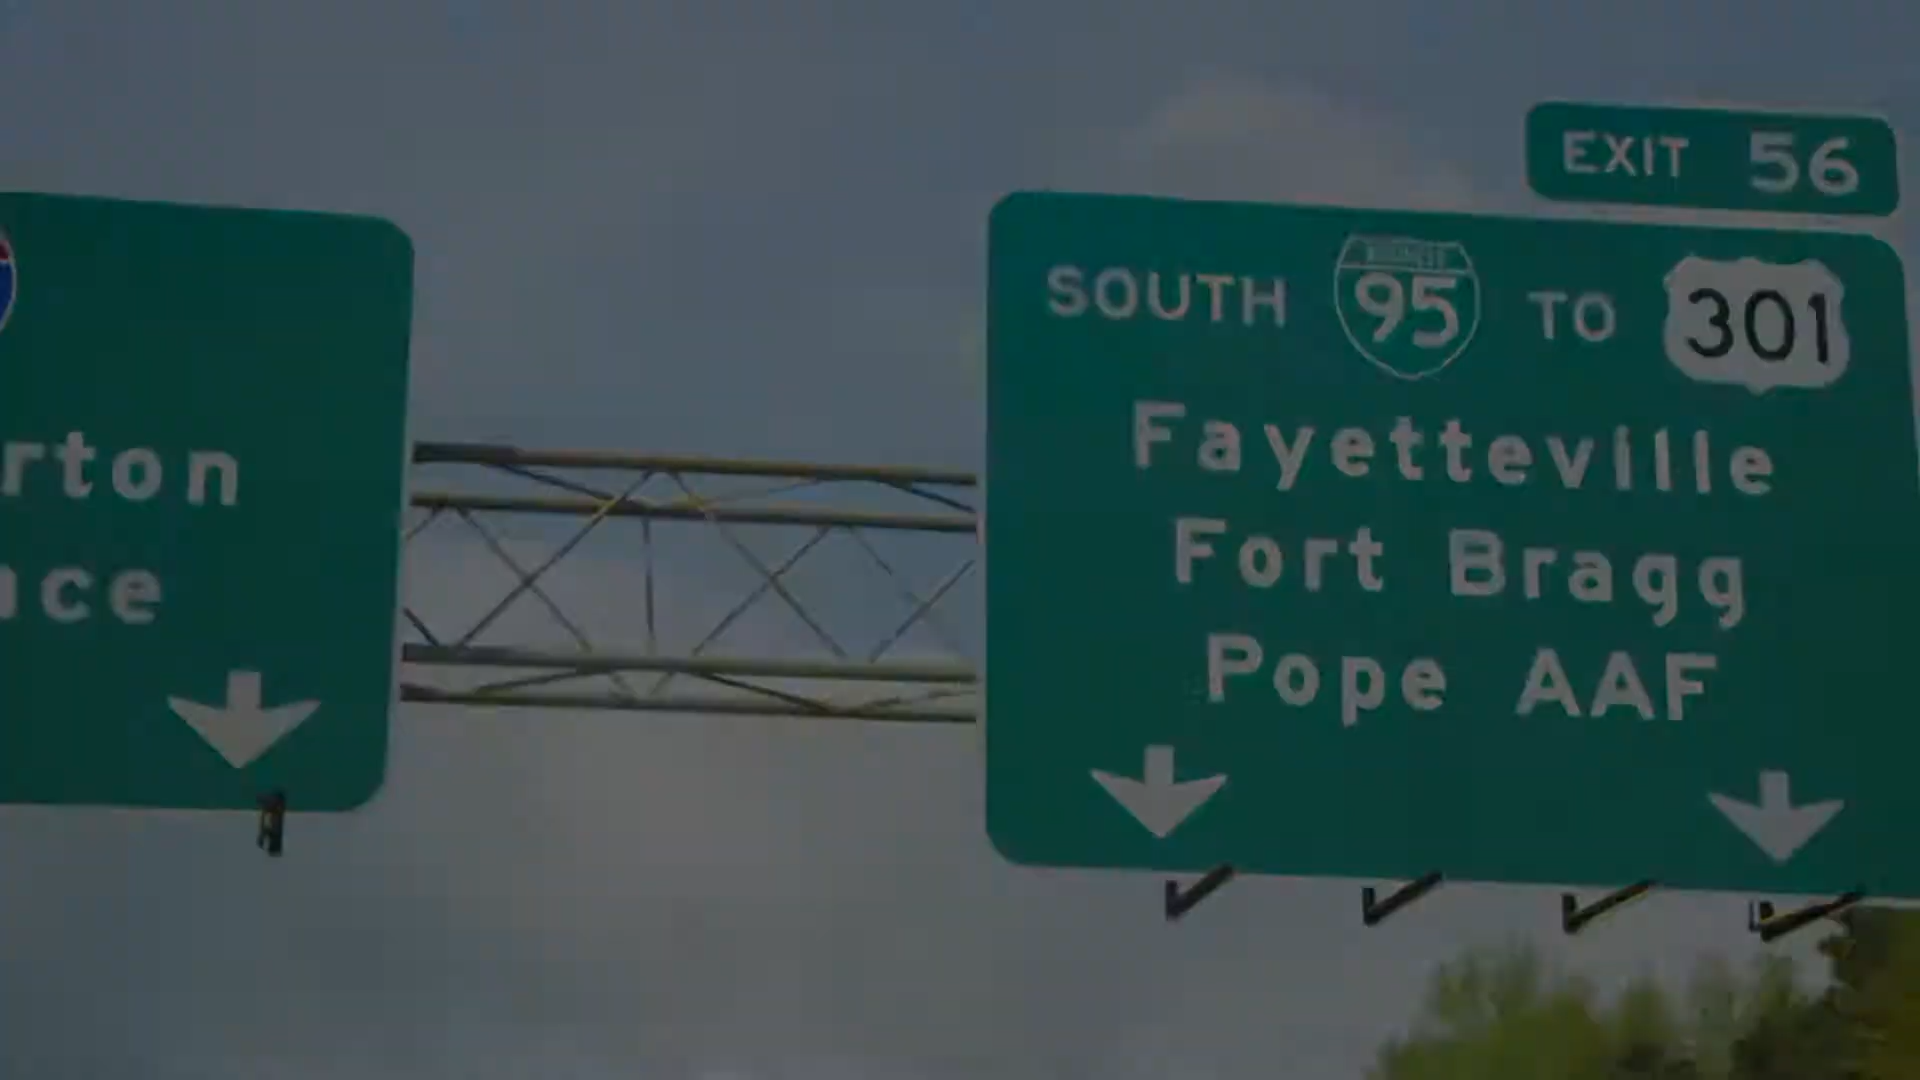 rton
ce
EXIT 56
SOUTH 95 TO 301
Fayetteville
Fort Bragg
Pope AAF